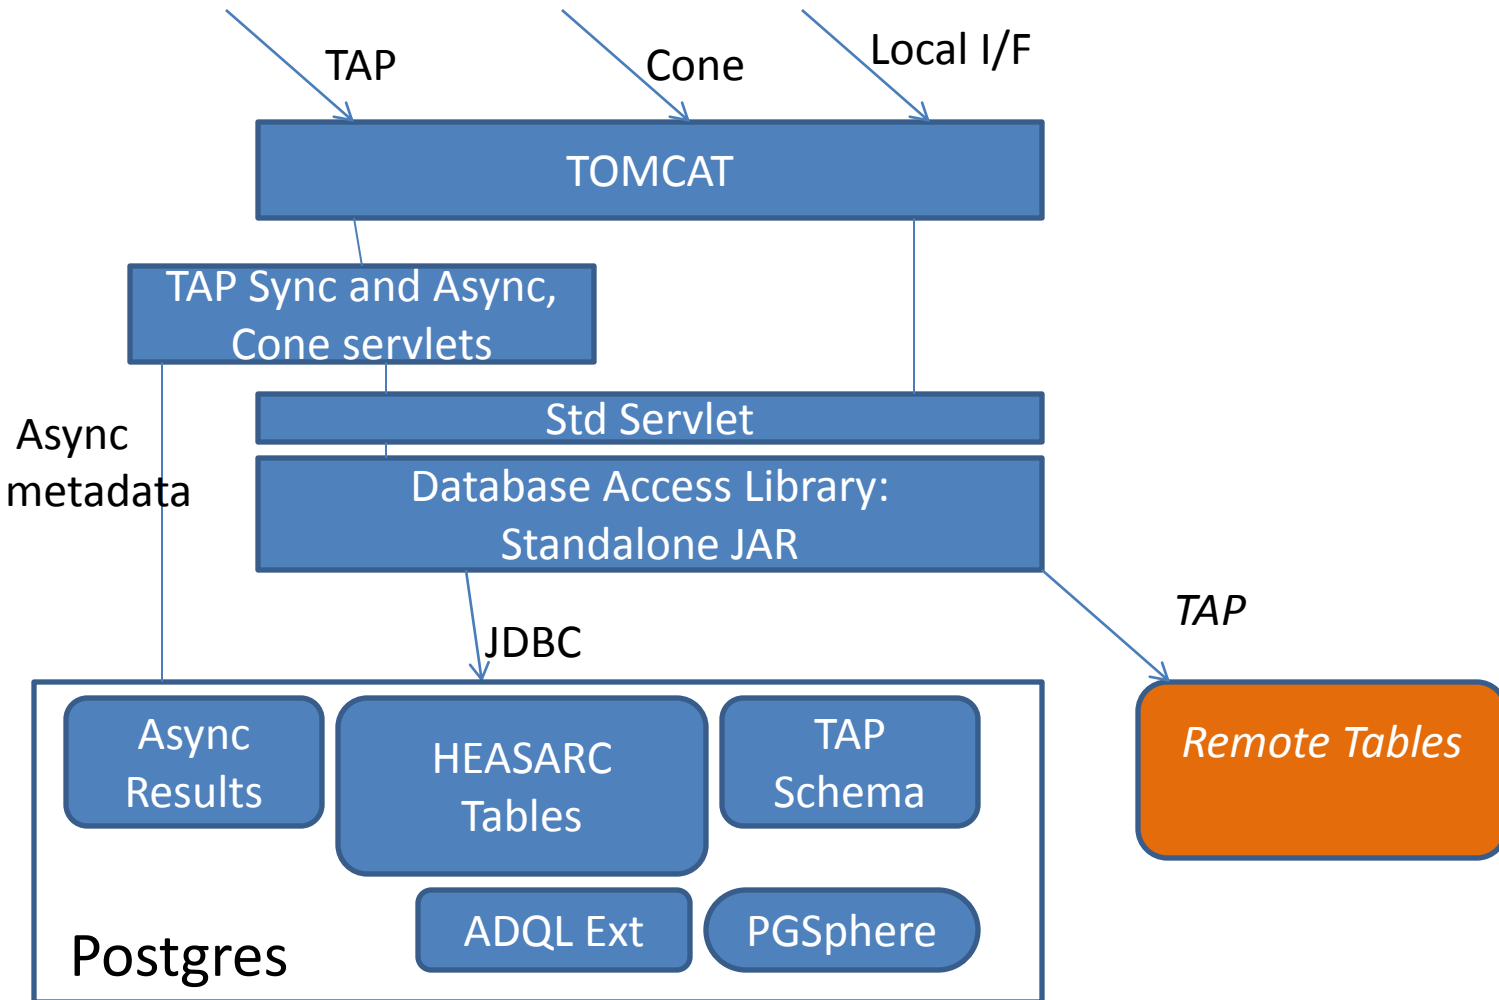 TAP
Cone
Local I/F
TOMCAT
TAP Sync and Async,
Cone servlets
Async
metadata
Std Servlet
Database Access Library:
Standalone JAR
JDBC
TAP
Async
Results
HEASARC
Tables
TAP
Schema
Remote Tables
ADQL Ext
PGSphere
Postgres